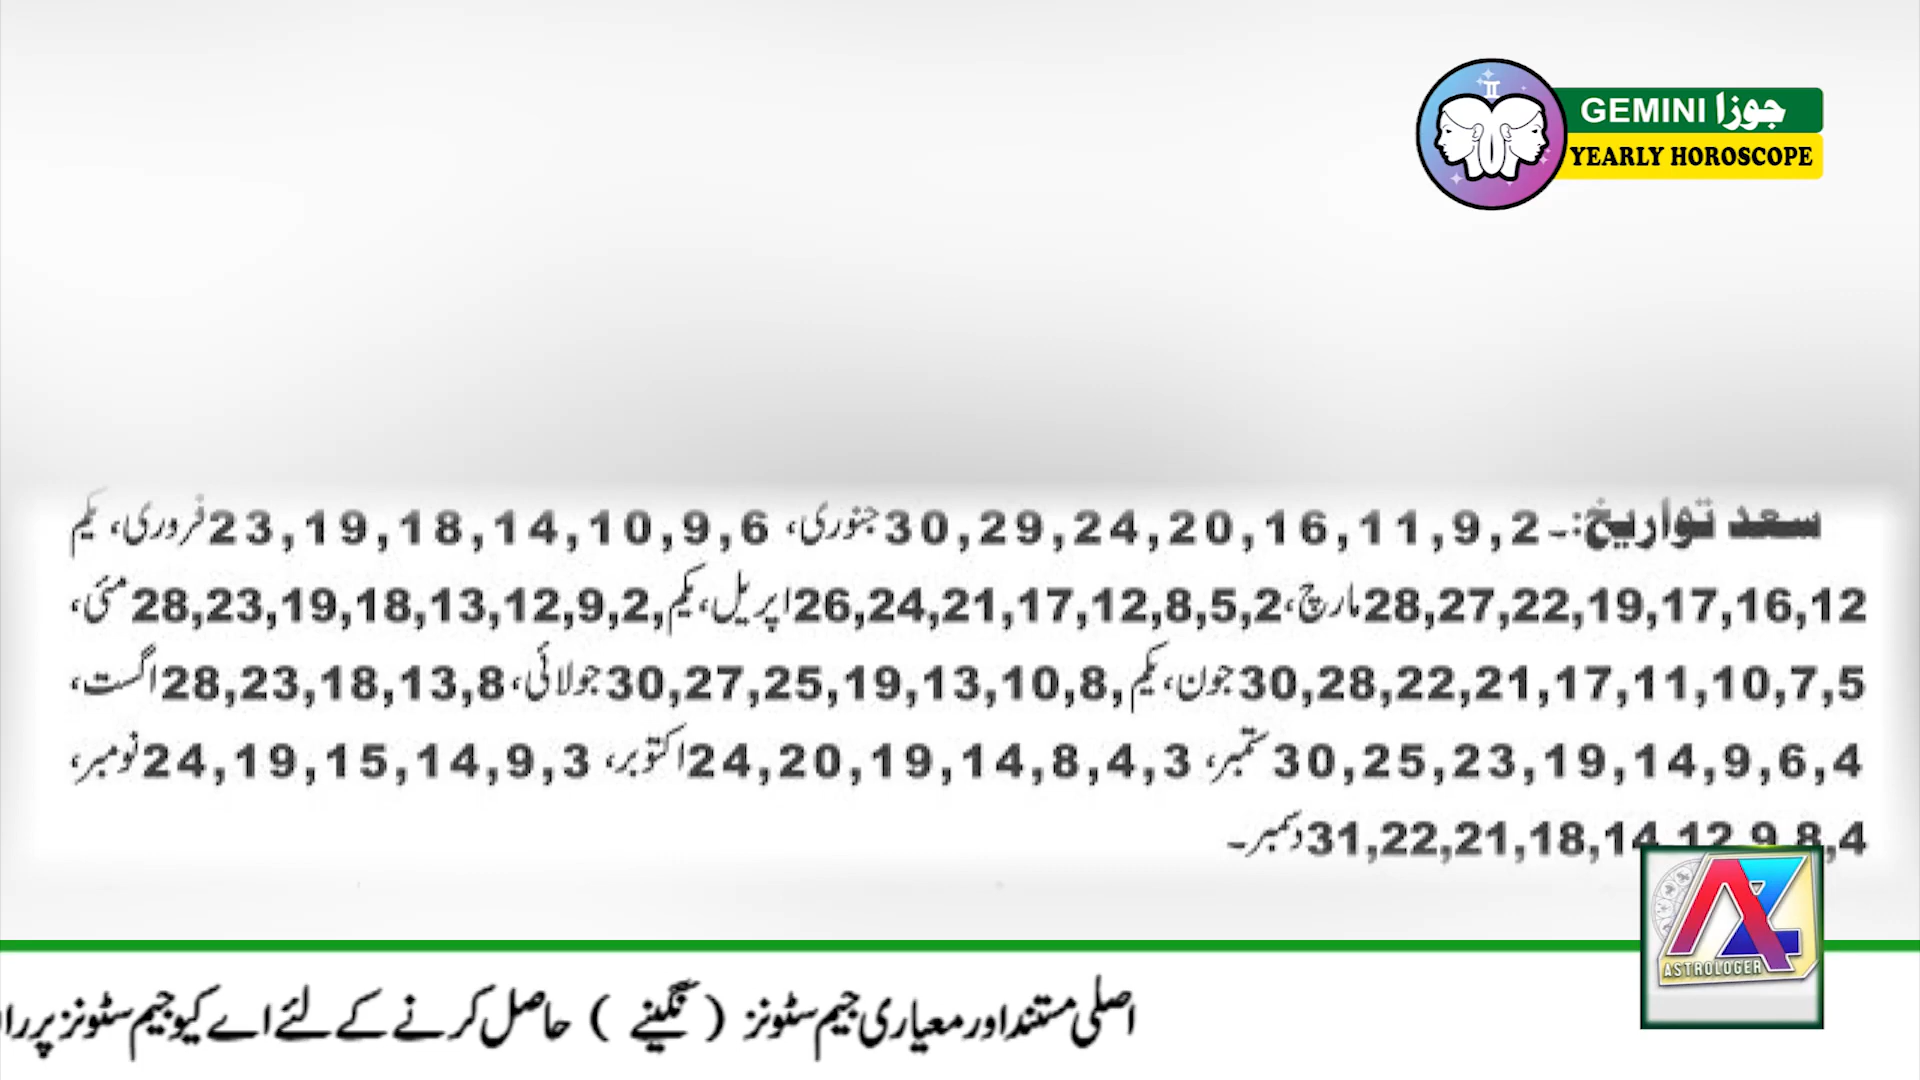 GEMINI جوزا
YEARLY HOROSCOPE
سعد تواریخ:۔ 2,9,11,16,20,24,29,30 جنوری، 6,9,10,14,18,19,23 فروری، یکم
12,16,17,19,22,27,28 مارچ، 2,5,8,12,17,21,24,26 اپریل، یکم, 2,9,12,13,18,19,23,28 مئی،
5,7,10,11,17,21,22,28,30 جون، یکم, 8,10,13,19,25,27,30 جولائی، 8,13,18,23,28 اگست،
4,6,9,14,19,23,25,30 ستمبر، 3,4,8,14,19,20,24 اکتوبر، 3,9,14,15,19,24 نومبر،
4,8,9,12,14,18,21,22,31 دسمبر۔
AZ
ASTROLOGER
اصلی مستند اور معیاری جیم سٹونز ( نگینے ) حاصل کرنے کے لئے اے کیو جیم سٹونز پر را